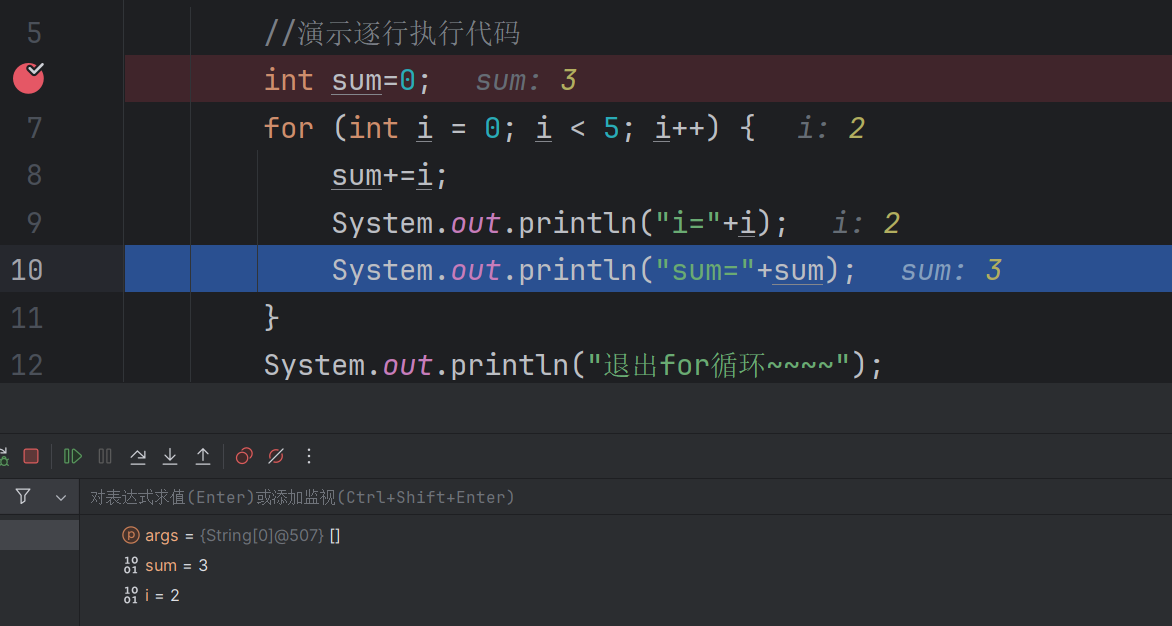 5 //演示逐行执行代码
int sum=0; sum: 3
7 for (int i = 0; i < 5; i++) { i: 2
8 sum+=i;
9 System.out.println("i="+i); i: 2
10 System.out.println("sum="+sum); sum: 3
11 }
12 System.out.println("退出for循环~~~~");
对表达式求值(Enter)或添加监视(Ctrl+Shift+Enter)
args = {String[0]@507} []
sum = 3
i = 2